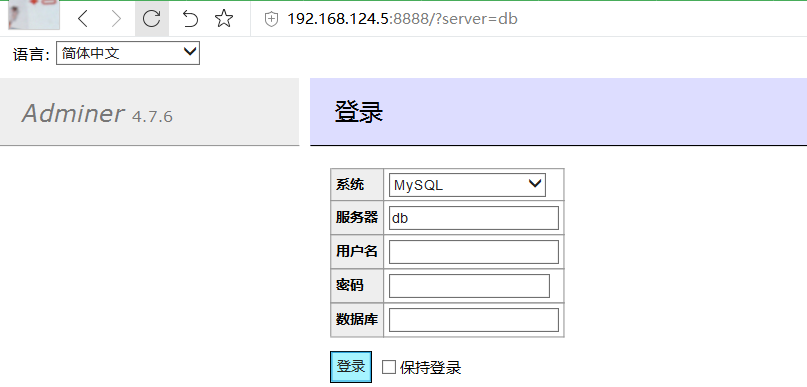 192.168.124.5:8888/?server=db
语言: 简体中文
Adminer 4.7.6
登录
系统 MySQL
服务器 db
用户名
密码
数据库
登录 保持登录